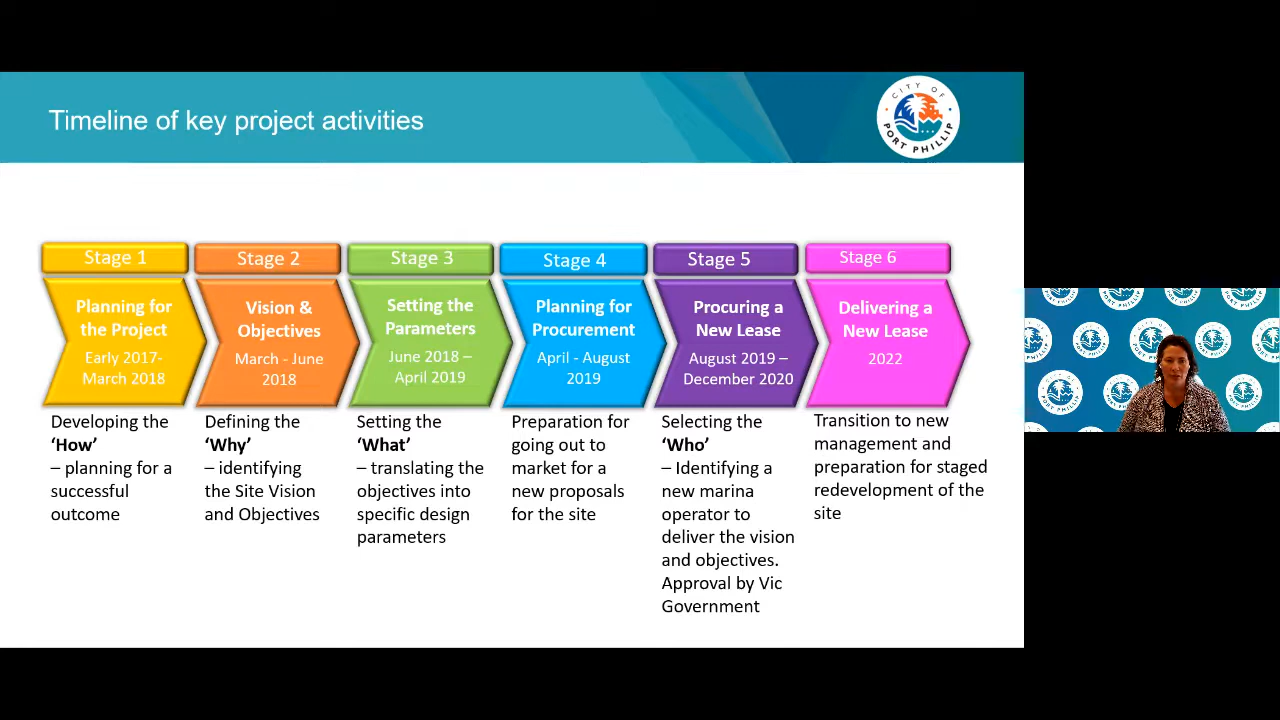 Timeline of key project activities
CITY OF
PORT PHILLIP
Stage 1
Planning for
the Project
Early 2017-
March 2018
Developing the
‘How’
– planning for a
successful
outcome
Stage 2
Vision &
Objectives
March - June
2018
Defining the
‘Why’
– identifying
the Site Vision
and Objectives
Stage 3
Setting the
Parameters
June 2018 –
April 2019
Setting the
‘What’
– translating the
objectives into
specific design
parameters
Stage 4
Planning for
Procurement
April - August
2019
Preparation for
going out to
market for a
new proposals
for the site
Stage 5
Procuring a
New Lease
August 2019 –
December 2020
Selecting the
‘Who’
– Identifying a
new marina
operator to
deliver the vision
and objectives.
Approval by Vic
Government
Stage 6
Delivering a
New Lease
2022
Transition to new
management and
preparation for staged
redevelopment of the
site